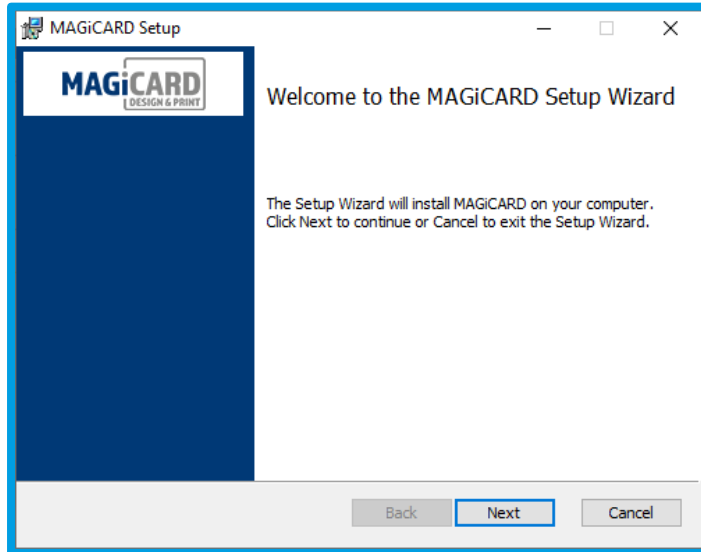 MAGiCARD Setup
MAGiCARD
DESIGN & PRINT
Welcome to the MAGiCARD Setup Wizard
The Setup Wizard will install MAGiCARD on your computer.
Click Next to continue or Cancel to exit the Setup Wizard.
Back Next Cancel